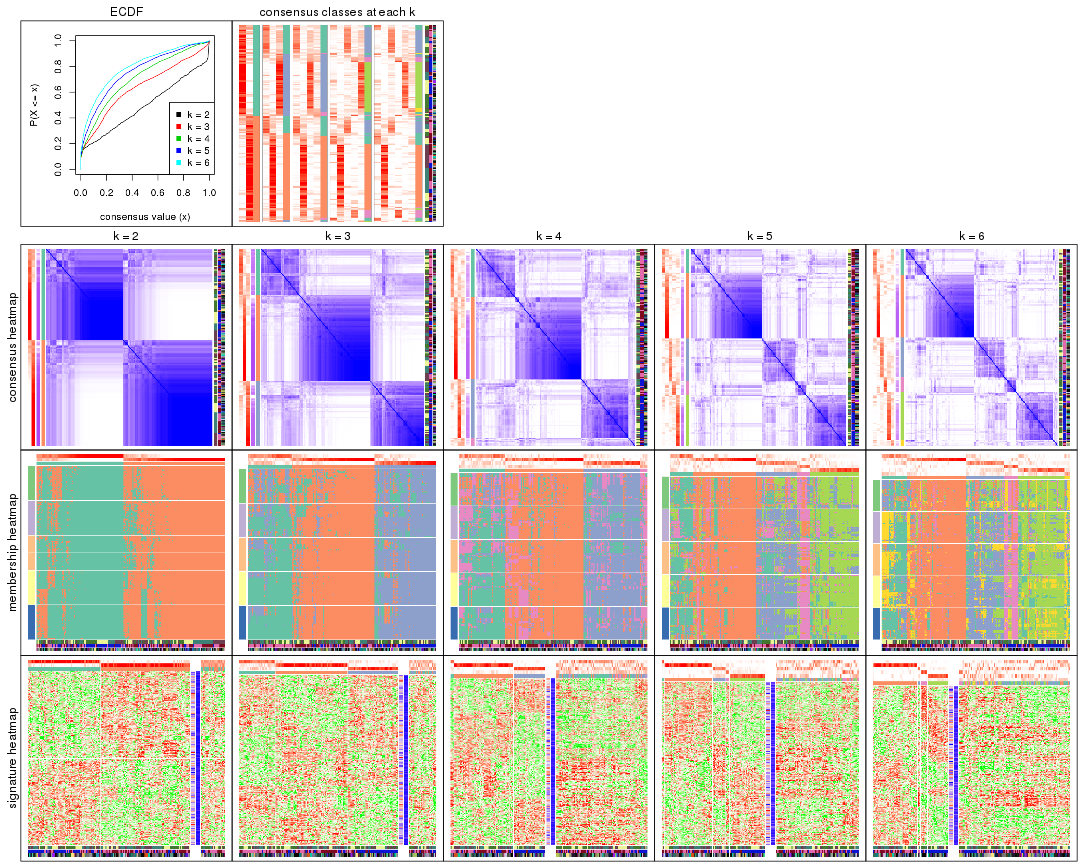 ECDF
consensus classes at each k
P(X <= x)
0.0 0.2 0.4 0.6 0.8 1.0
k = 2
k = 3
k = 4
k = 5
k = 6
0.0 0.2 0.4 0.6 0.8 1.0
consensus value (x)
k = 2
k = 3
k = 4
k = 5
k = 6
consensus heatmap
membership heatmap
signature heatmap